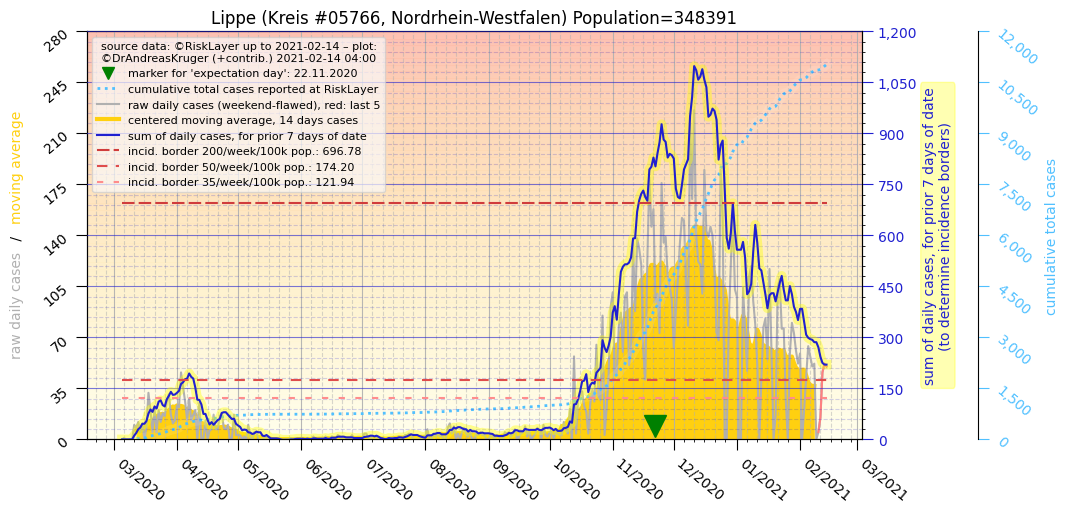 Lippe (Kreis #05766, Nordrhein-Westfalen) Population=348391
source data: ©RiskLayer up to 2021-02-14 – plot:
©DrAndreasKruger (+contrib.) 2021-02-14 04:00
marker for 'expectation day': 22.11.2020
cumulative total cases reported at RiskLayer
raw daily cases (weekend-flawed), red: last 5
centered moving average, 14 days cases
sum of daily cases, for prior 7 days of date
incid. border 200/week/100k pop.: 696.78
incid. border 50/week/100k pop.: 174.20
incid. border 35/week/100k pop.: 121.94
raw daily cases / moving average
280
245
210
175
140
105
70
35
0
03/2020
04/2020
05/2020
06/2020
07/2020
08/2020
09/2020
10/2020
11/2020
12/2020
01/2021
02/2021
03/2021
1,200
1,050
900
750
600
450
300
150
0
sum of daily cases, for prior 7 days of date
(to determine incidence borders)
12,000
10,500
9,000
7,500
6,000
4,500
3,000
1,500
0
cumulative total cases